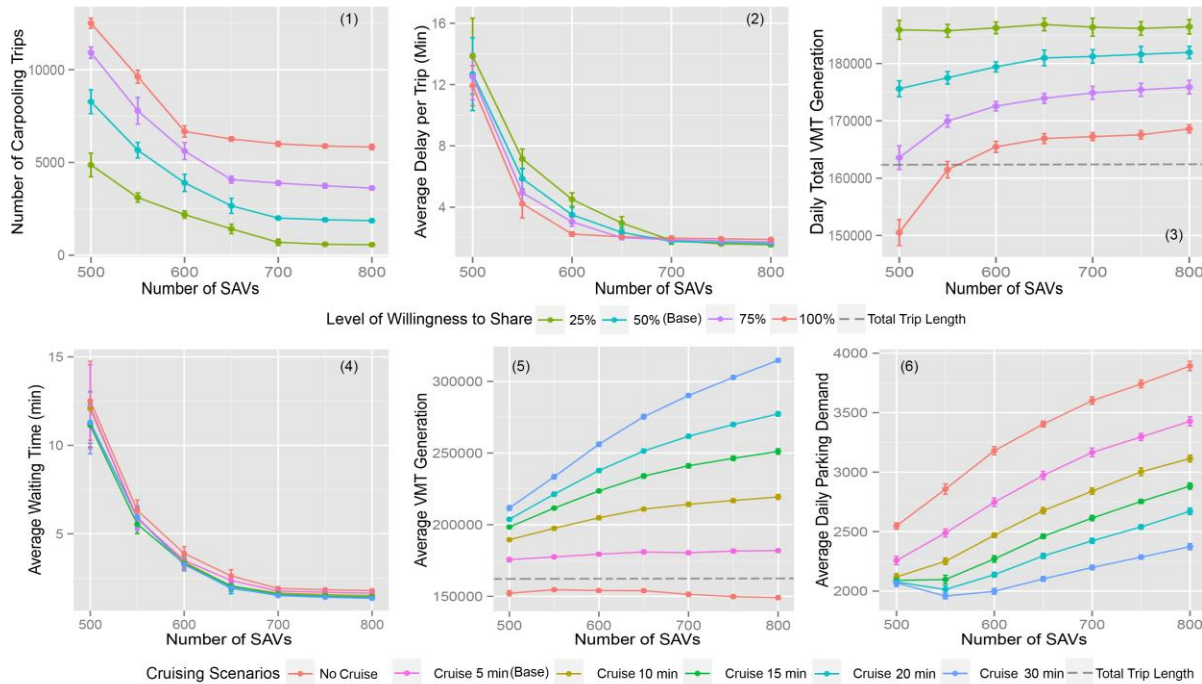 (1)
Number of Carpooling Trips
10000
5000
0
500 600 700 800
Number of SAVs
(2)
Average Delay per Trip (Min)
16
12
8
4
500 600 700 800
Number of SAVs
(3)
Daily Total VMT Generation
180000
170000
160000
150000
500 600 700 800
Number of SAVs
Level of Willingness to Share 25% 50% (Base) 75% 100% Total Trip Length
(4)
Average Waiting Time (min)
15
10
5
500 600 700 800
Number of SAVs
(5)
Average VMT Generation
300000
250000
200000
150000
500 600 700 800
Number of SAVs
(6)
Average Daily Parking Demand
4000
3500
3000
2500
2000
500 600 700 800
Number of SAVs
Cruising Scenarios No Cruise Cruise 5 min (Base) Cruise 10 min Cruise 15 min Cruise 20 min Cruise 30 min Total Trip Length